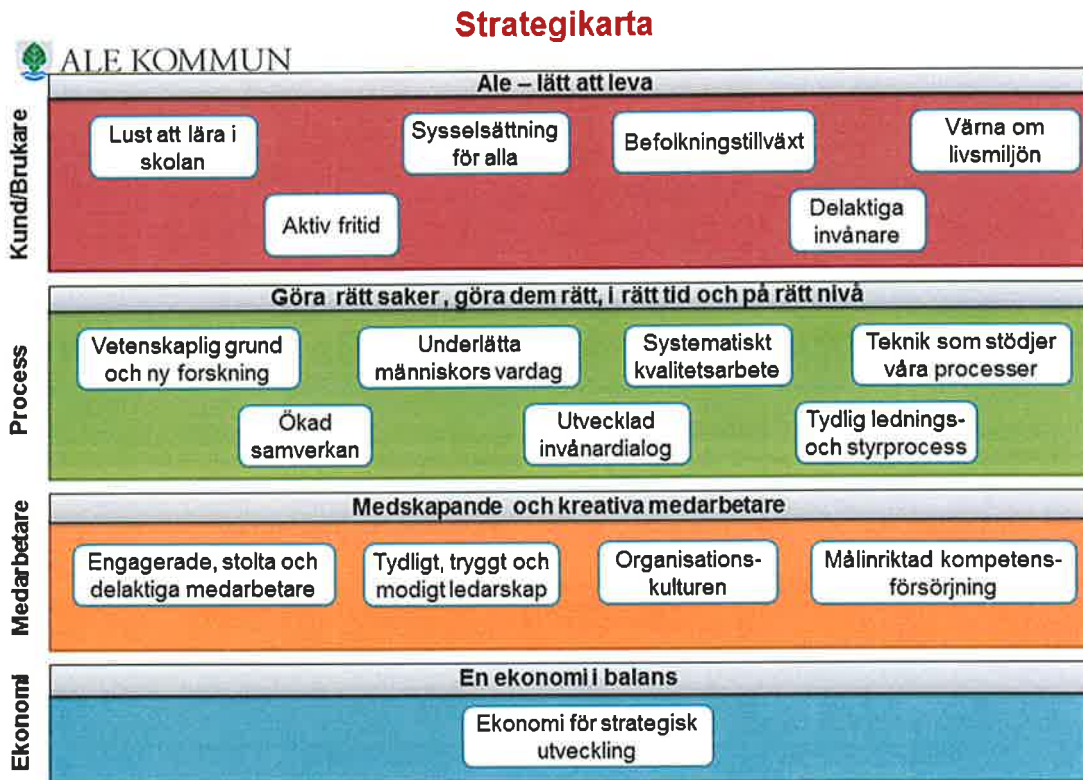 Strategikarta
ALE KOMMUN
Kund/Brukare
Ale – lätt att leva
Lust att lära i
skolan
Sysselsättning
för alla
Befolkningstillväxt
Värna om
livsmiljön
Aktiv fritid
Delaktiga
invånare
Process
Göra rätt saker, göra dem rätt, i rätt tid och på rätt nivå
Vetenskaplig grund
och ny forskning
Underlätta
människors vardag
Systematiskt
kvalitetsarbete
Teknik som stödjer
våra processer
Ökad
samverkan
Utvecklad
invånardialog
Tydlig lednings-
och styrprocess
Medarbetare
Medskapande och kreativa medarbetare
Engagerade, stolta och
delaktiga medarbetare
Tydligt, tryggt och
modigt ledarskap
Organisations-
kulturen
Målinriktad kompetens-
försörjning
Ekonomi
En ekonomi i balans
Ekonomi för strategisk
utveckling